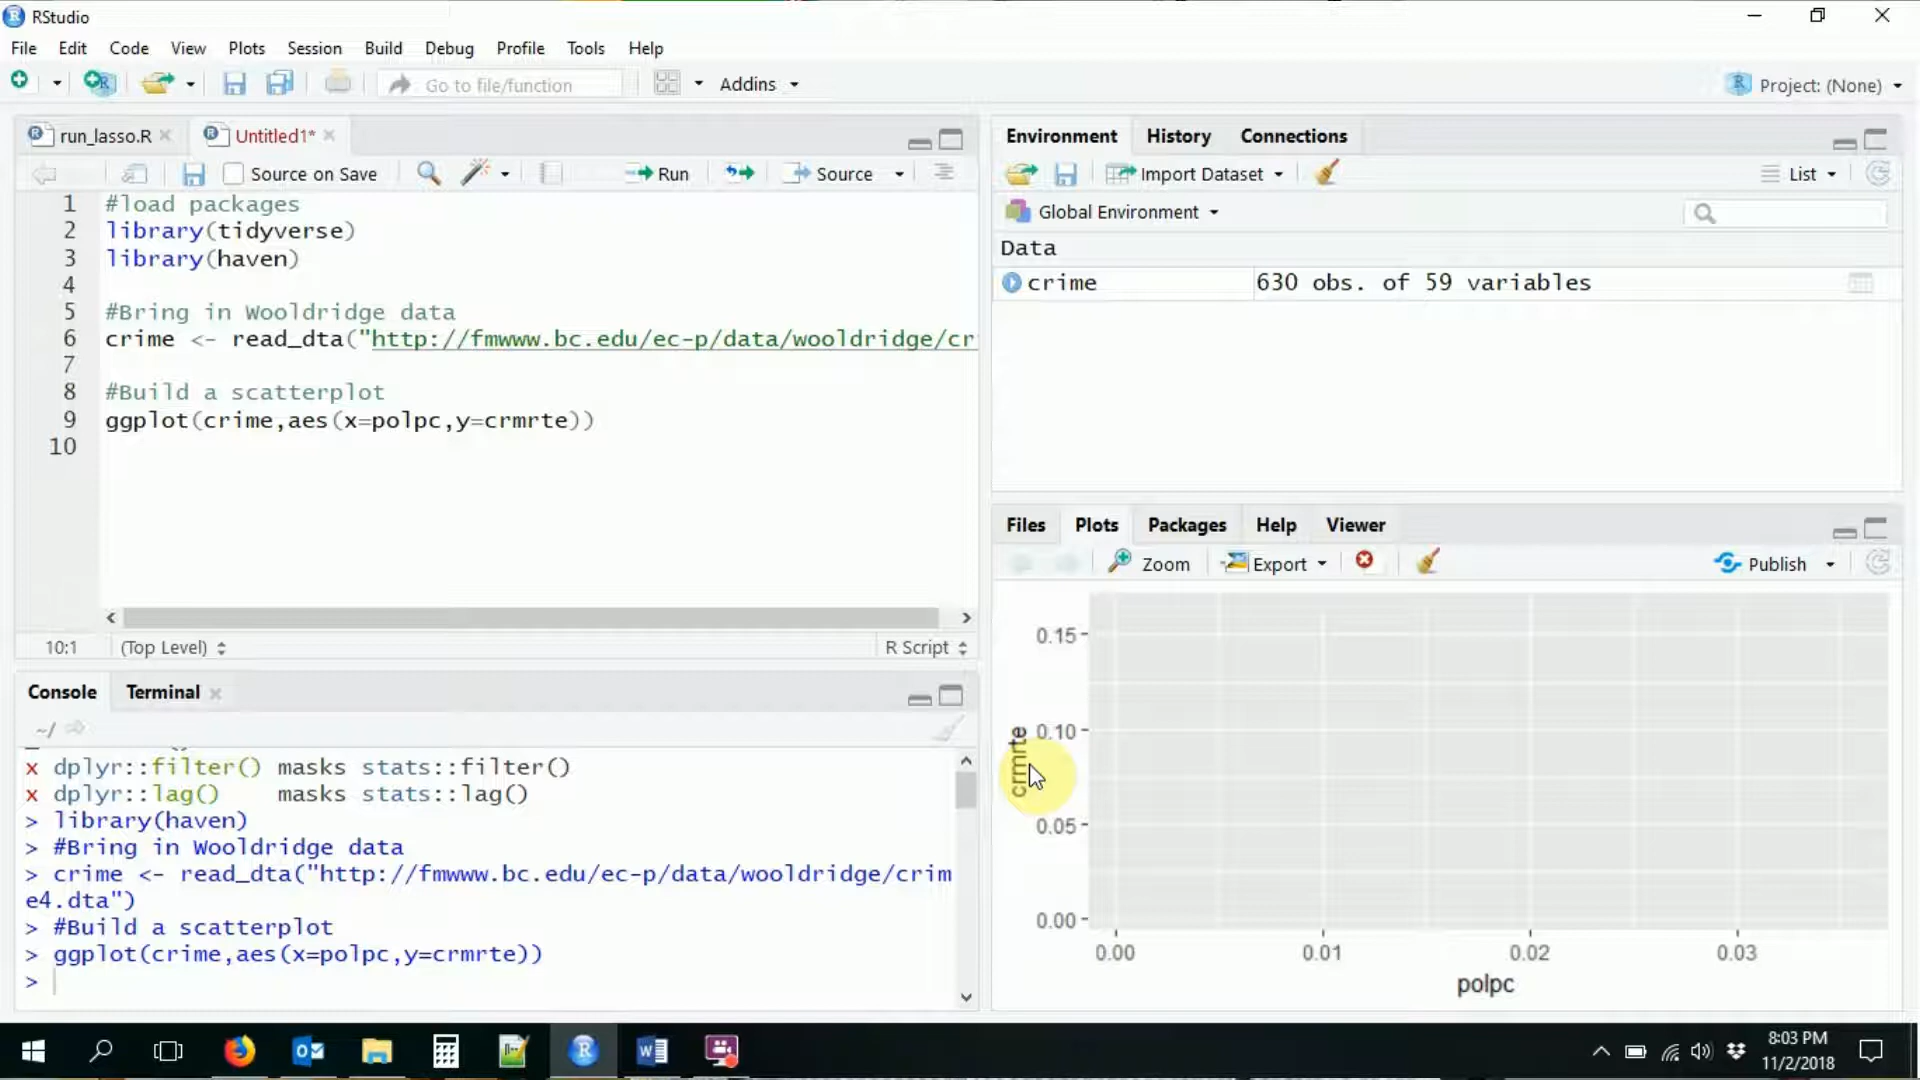 RStudio
File Edit Code View Plots Session Build Debug Profile Tools Help
Go to file/function Addins Project: (None)
run_lasso.R Untitled1*
Source on Save Run Source
1 #load packages
2 library(tidyverse)
3 library(haven)
4
5 #Bring in Wooldridge data
6 crime <- read_dta("http://fmwww.bc.edu/ec-p/data/wooldridge/cr
7
8 #Build a scatterplot
9 ggplot(crime,aes(x=polpc,y=crmrte))
10
10:1 (Top Level) R Script
Console Terminal
~/
x dplyr::filter() masks stats::filter()
x dplyr::lag() masks stats::lag()
> library(haven)
> #Bring in Wooldridge data
> crime <- read_dta("http://fmwww.bc.edu/ec-p/data/wooldridge/crim
e4.dta")
> #Build a scatterplot
> ggplot(crime,aes(x=polpc,y=crmrte))
>
Environment History Connections
Import Dataset List
Global Environment
Data
crime 630 obs. of 59 variables
Files Plots Packages Help Viewer
Zoom Export Publish
0.15
0.10
crmrte
0.05
0.00
0.00 0.01 0.02 0.03
polpc
8:03 PM
11/2/2018